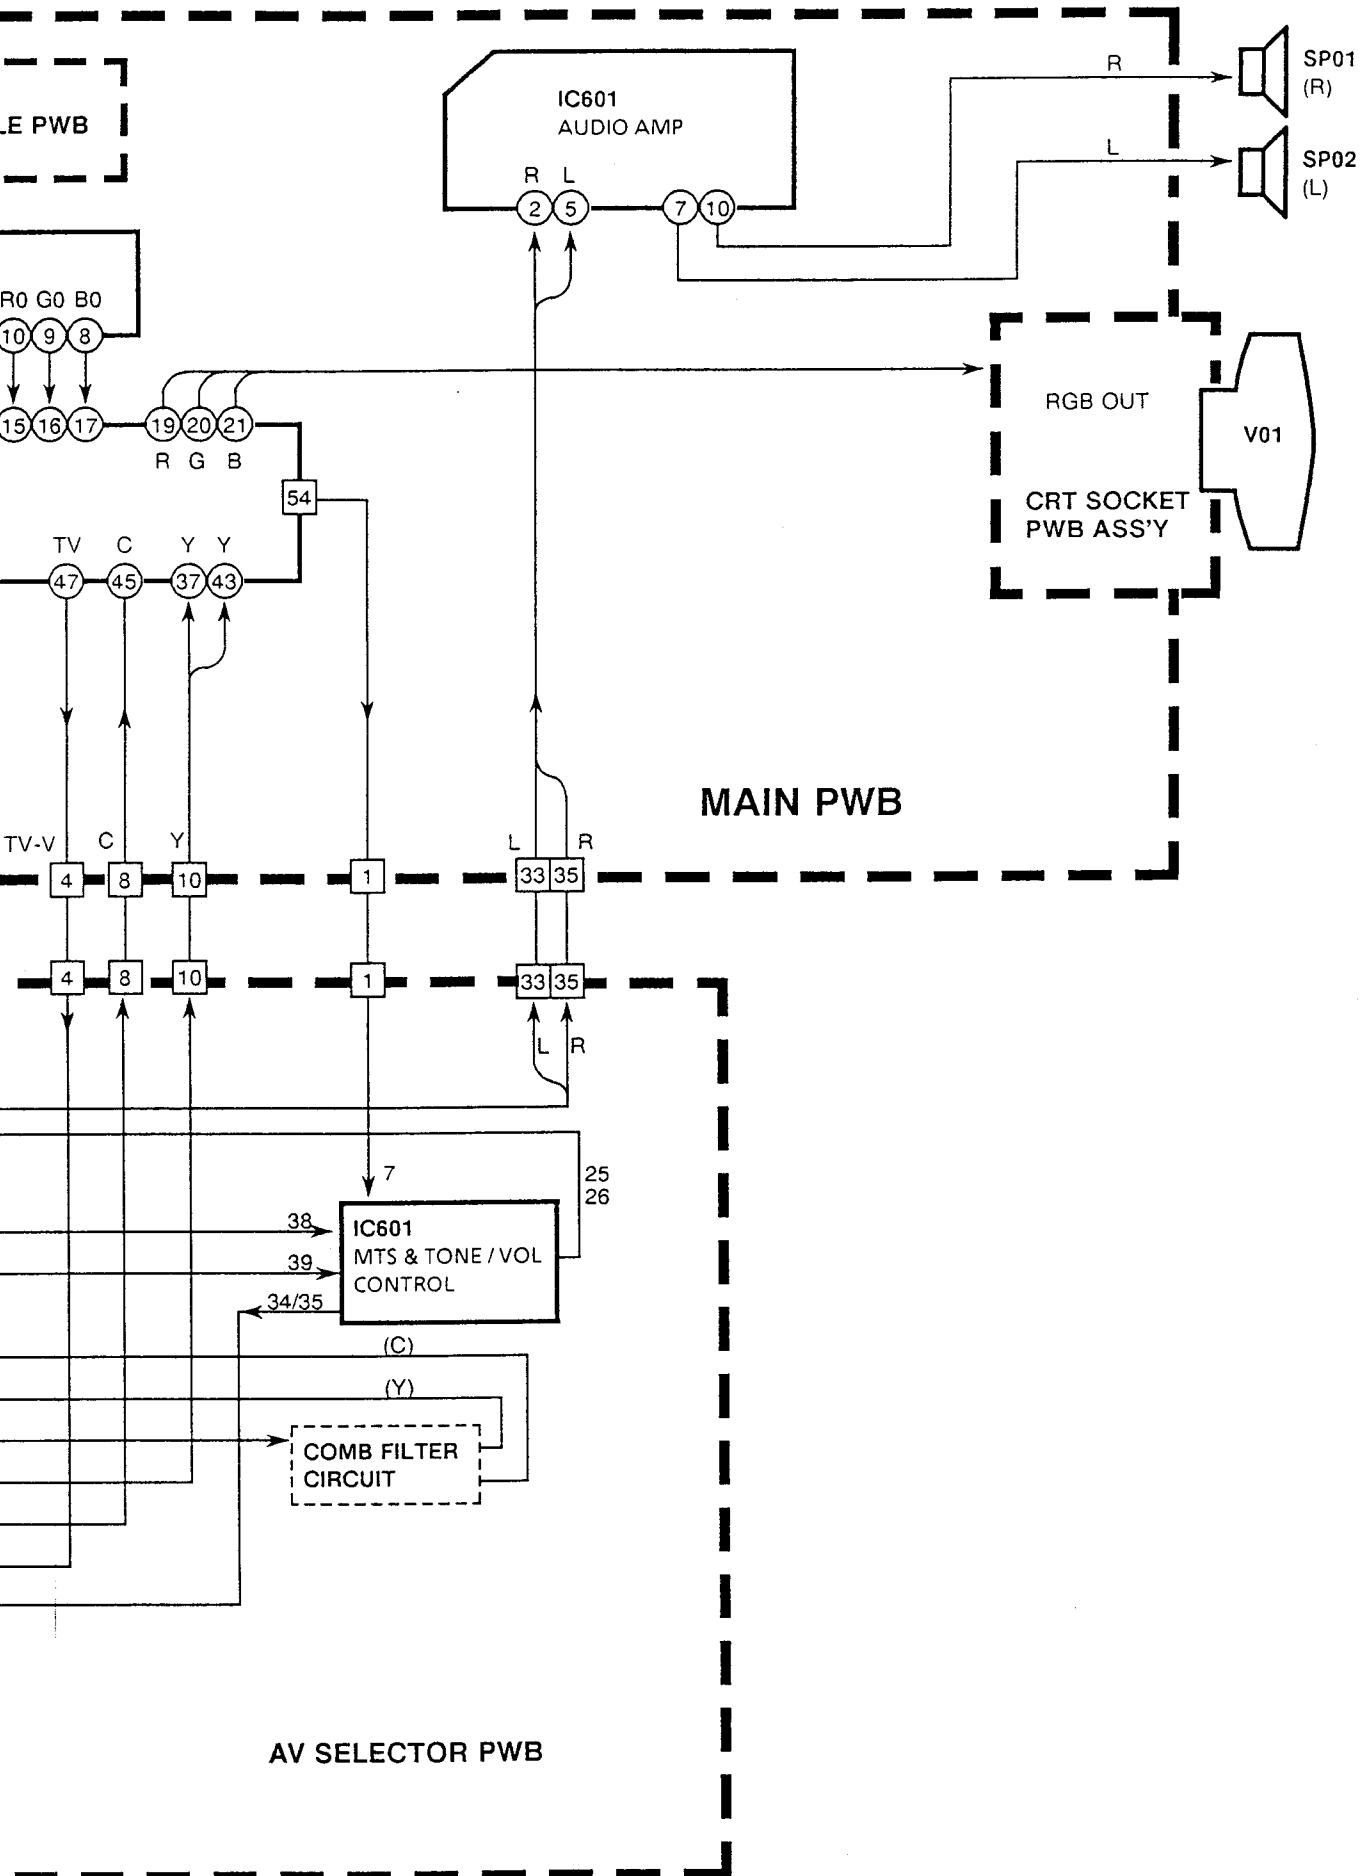 LE PWB
IC601
AUDIO AMP
R L
2 5 7 10
R
SP01
(R)
L
SP02
(L)
R0 G0 B0
10 9 8
15 16 17 19 20 21
R G B
54
TV C Y Y
47 45 37 43
RGB OUT
CRT SOCKET
PWB ASS'Y
V01
MAIN PWB
TV-V C Y L R
4 8 10 1 33 35
4 8 10 1 33 35
L R
7
25
26
38
39
34/35
IC601
MTS & TONE / VOL
CONTROL
(C)
(Y)
COMB FILTER
CIRCUIT
AV SELECTOR PWB